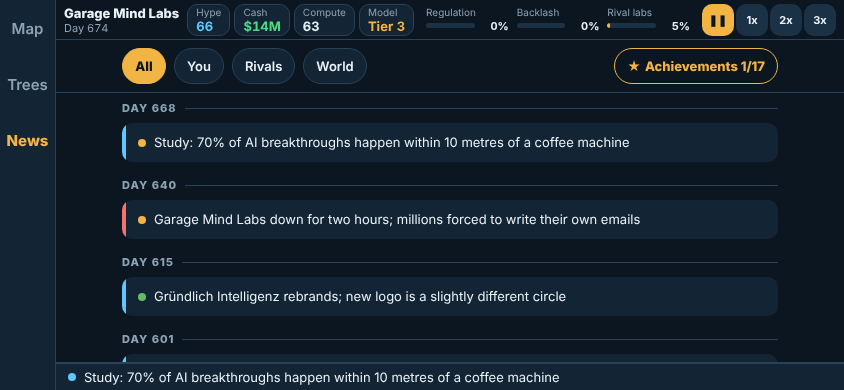 Map
Trees
News
Garage Mind Labs
Day 674
Hype
66
Cash
$14M
Compute
63
Model
Tier 3
Regulation
0%
Backlash
0%
Rival labs
5%
1x
2x
3x
All
You
Rivals
World
★ Achievements 1/17
DAY 668
Study: 70% of AI breakthroughs happen within 10 metres of a coffee machine
DAY 640
Garage Mind Labs down for two hours; millions forced to write their own emails
DAY 615
Gründlich Intelligenz rebrands; new logo is a slightly different circle
DAY 601
Study: 70% of AI breakthroughs happen within 10 metres of a coffee machine